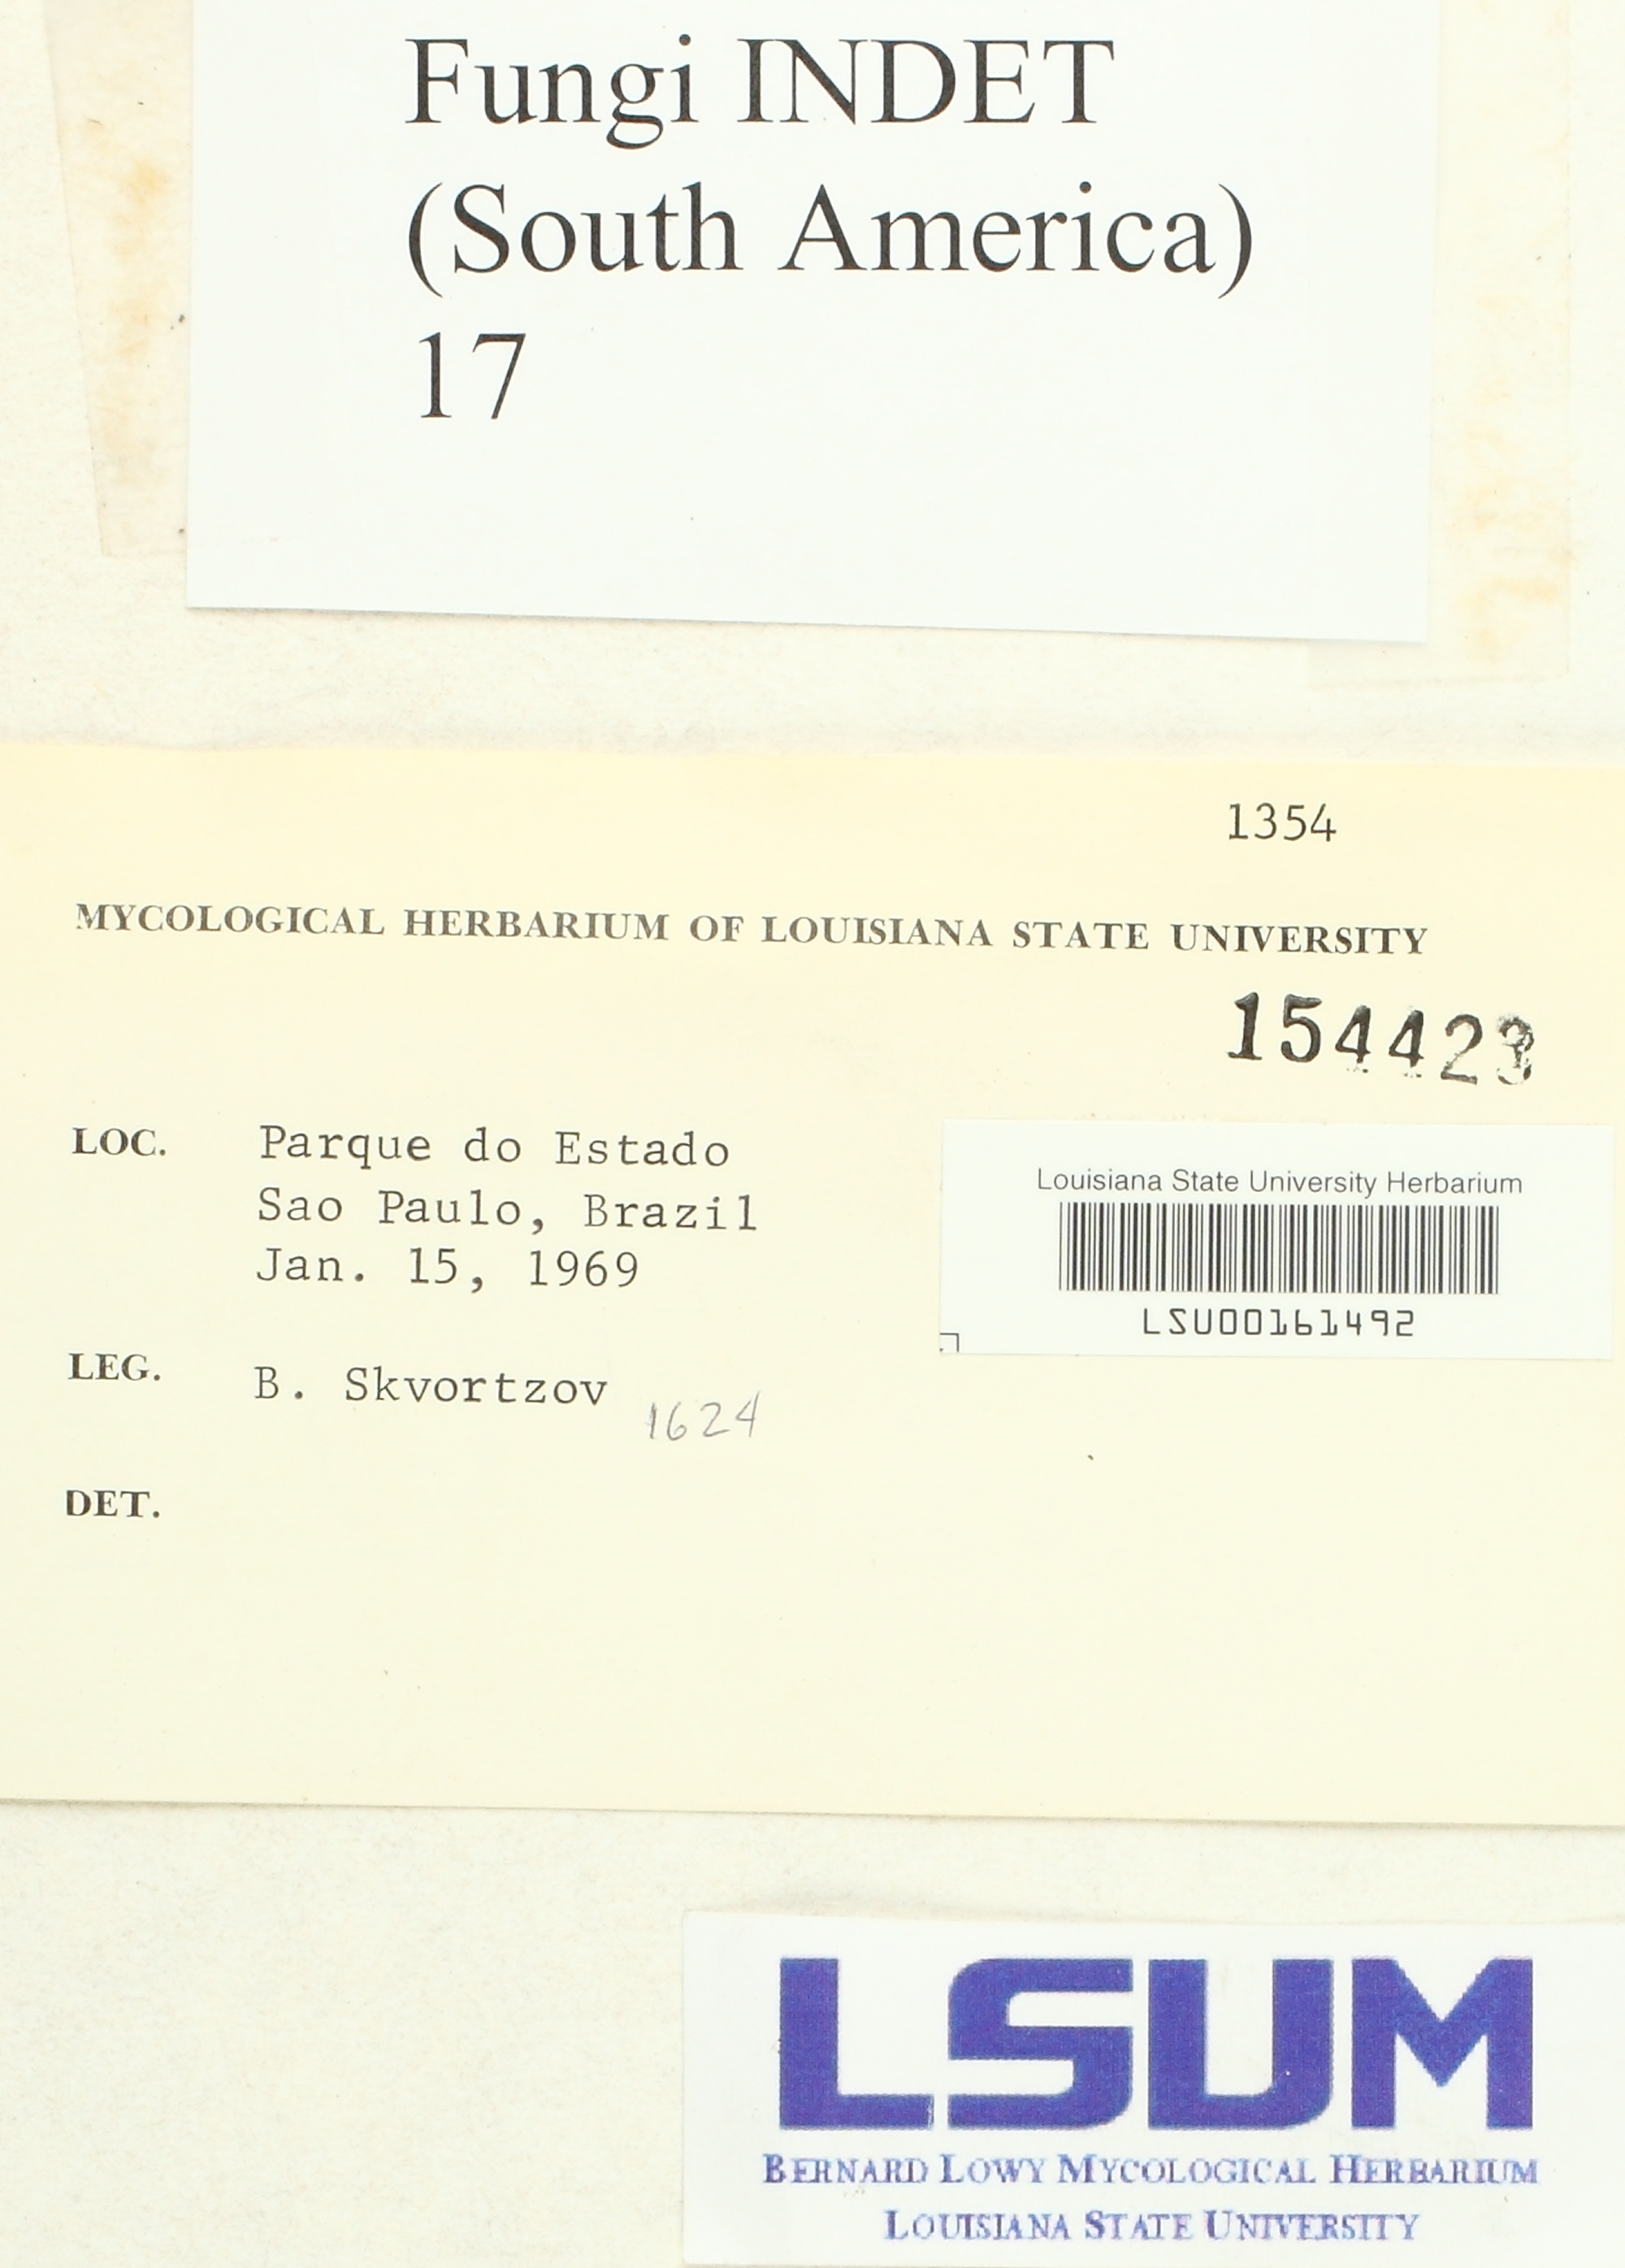 Fungi INDET
(South America)
17
1354
MYCOLOGICAL HERBARIUM OF LOUISIANA STATE UNIVERSITY
154423
LOC. Parque do Estado
Sao Paulo, Brazil
Jan. 15, 1969
Louisiana State University Herbarium
LSU00161492
LEG. B. Skvortzov 1624
DET.
LSUM
BERNARD LOWY MYCOLOGICAL HERBARIUM
LOUISIANA STATE UNIVERSITY